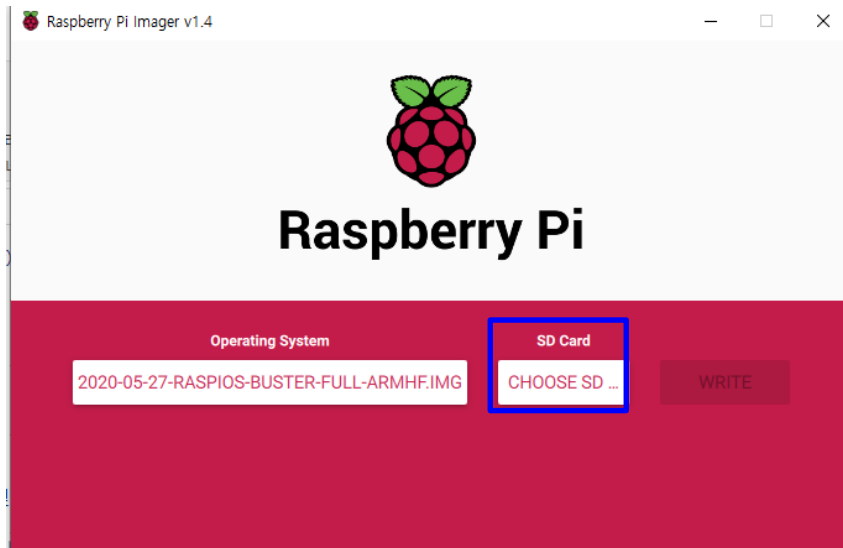 Raspberry Pi Imager v1.4
Raspberry Pi
Operating System
SD Card
2020-05-27-RASPIOS-BUSTER-FULL-ARMHF.IMG
CHOOSE SD ...
WRITE